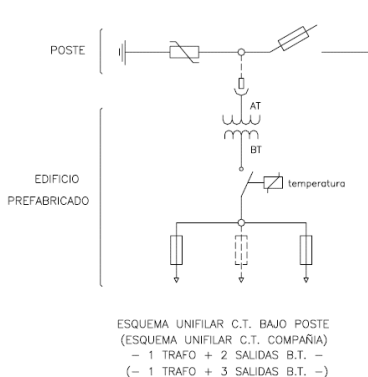 POSTE
AT
BT
EDIFICIO
PREFABRICADO
temperatura
ESQUEMA UNIFILAR C.T. BAJO POSTE
(ESQUEMA UNIFILAR C.T. COMPAÑIA)
– 1 TRAFO + 2 SALIDAS B.T. –
(– 1 TRAFO + 3 SALIDAS B.T. –)